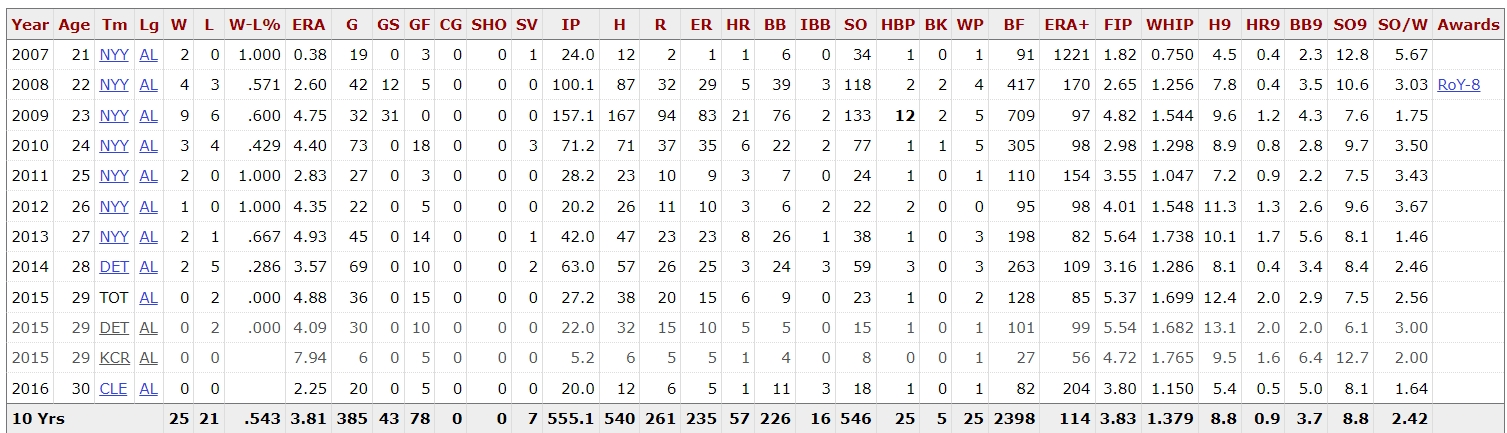 Year Age Tm Lg W L W-L% ERA G GS GF CG SHO SV IP H R ER HR BB IBB SO HBP BK WP BF ERA+ FIP WHIP H9 HR9 BB9 SO9 SO/W Awards
2007 21 NYY AL 2 0 1.000 0.38 19 0 3 0 0 1 24.0 12 2 1 1 6 0 34 1 0 1 91 1221 1.82 0.750 4.5 0.4 2.3 12.8 5.67
2008 22 NYY AL 4 3 .571 2.60 42 12 5 0 0 0 100.1 87 32 29 5 39 3 118 2 2 4 417 170 2.65 1.256 7.8 0.4 3.5 10.6 3.03 RoY-8
2009 23 NYY AL 9 6 .600 4.75 32 31 0 0 0 0 157.1 167 94 83 21 76 2 133 12 2 5 709 97 4.82 1.544 9.6 1.2 4.3 7.6 1.75
2010 24 NYY AL 3 4 .429 4.40 73 0 18 0 0 3 71.2 71 37 35 6 22 2 77 1 1 5 305 98 2.98 1.298 8.9 0.8 2.8 9.7 3.50
2011 25 NYY AL 2 0 1.000 2.83 27 0 3 0 0 0 28.2 23 10 9 3 7 0 24 1 0 1 110 154 3.55 1.047 7.2 0.9 2.2 7.5 3.43
2012 26 NYY AL 1 0 1.000 4.35 22 0 5 0 0 0 20.2 26 11 10 3 6 2 22 2 0 0 95 98 4.01 1.548 11.3 1.3 2.6 9.6 3.67
2013 27 NYY AL 2 1 .667 4.93 45 0 14 0 0 1 42.0 47 23 23 8 26 1 38 1 0 3 198 82 5.64 1.738 10.1 1.7 5.6 8.1 1.46
2014 28 DET AL 2 5 .286 3.57 69 0 10 0 0 2 63.0 57 26 25 3 24 3 59 3 0 3 263 109 3.16 1.286 8.1 0.4 3.4 8.4 2.46
2015 29 TOT AL 0 2 .000 4.88 36 0 15 0 0 0 27.2 38 20 15 6 9 0 23 1 0 2 128 85 5.37 1.699 12.4 2.0 2.9 7.5 2.56
2015 29 DET AL 0 2 .000 4.09 30 0 10 0 0 0 22.0 32 15 10 5 5 0 15 1 0 1 101 99 5.54 1.682 13.1 2.0 2.0 6.1 3.00
2015 29 KCR AL 0 0 7.94 6 0 5 0 0 0 5.2 6 5 5 1 4 0 8 0 0 1 27 56 4.72 1.765 9.5 1.6 6.4 12.7 2.00
2016 30 CLE AL 0 0 2.25 20 0 5 0 0 0 20.0 12 6 5 1 11 3 18 1 0 1 82 204 3.80 1.150 5.4 0.5 5.0 8.1 1.64
10 Yrs 25 21 .543 3.81 385 43 78 0 0 7 555.1 540 261 235 57 226 16 546 25 5 25 2398 114 3.83 1.379 8.8 0.9 3.7 8.8 2.42